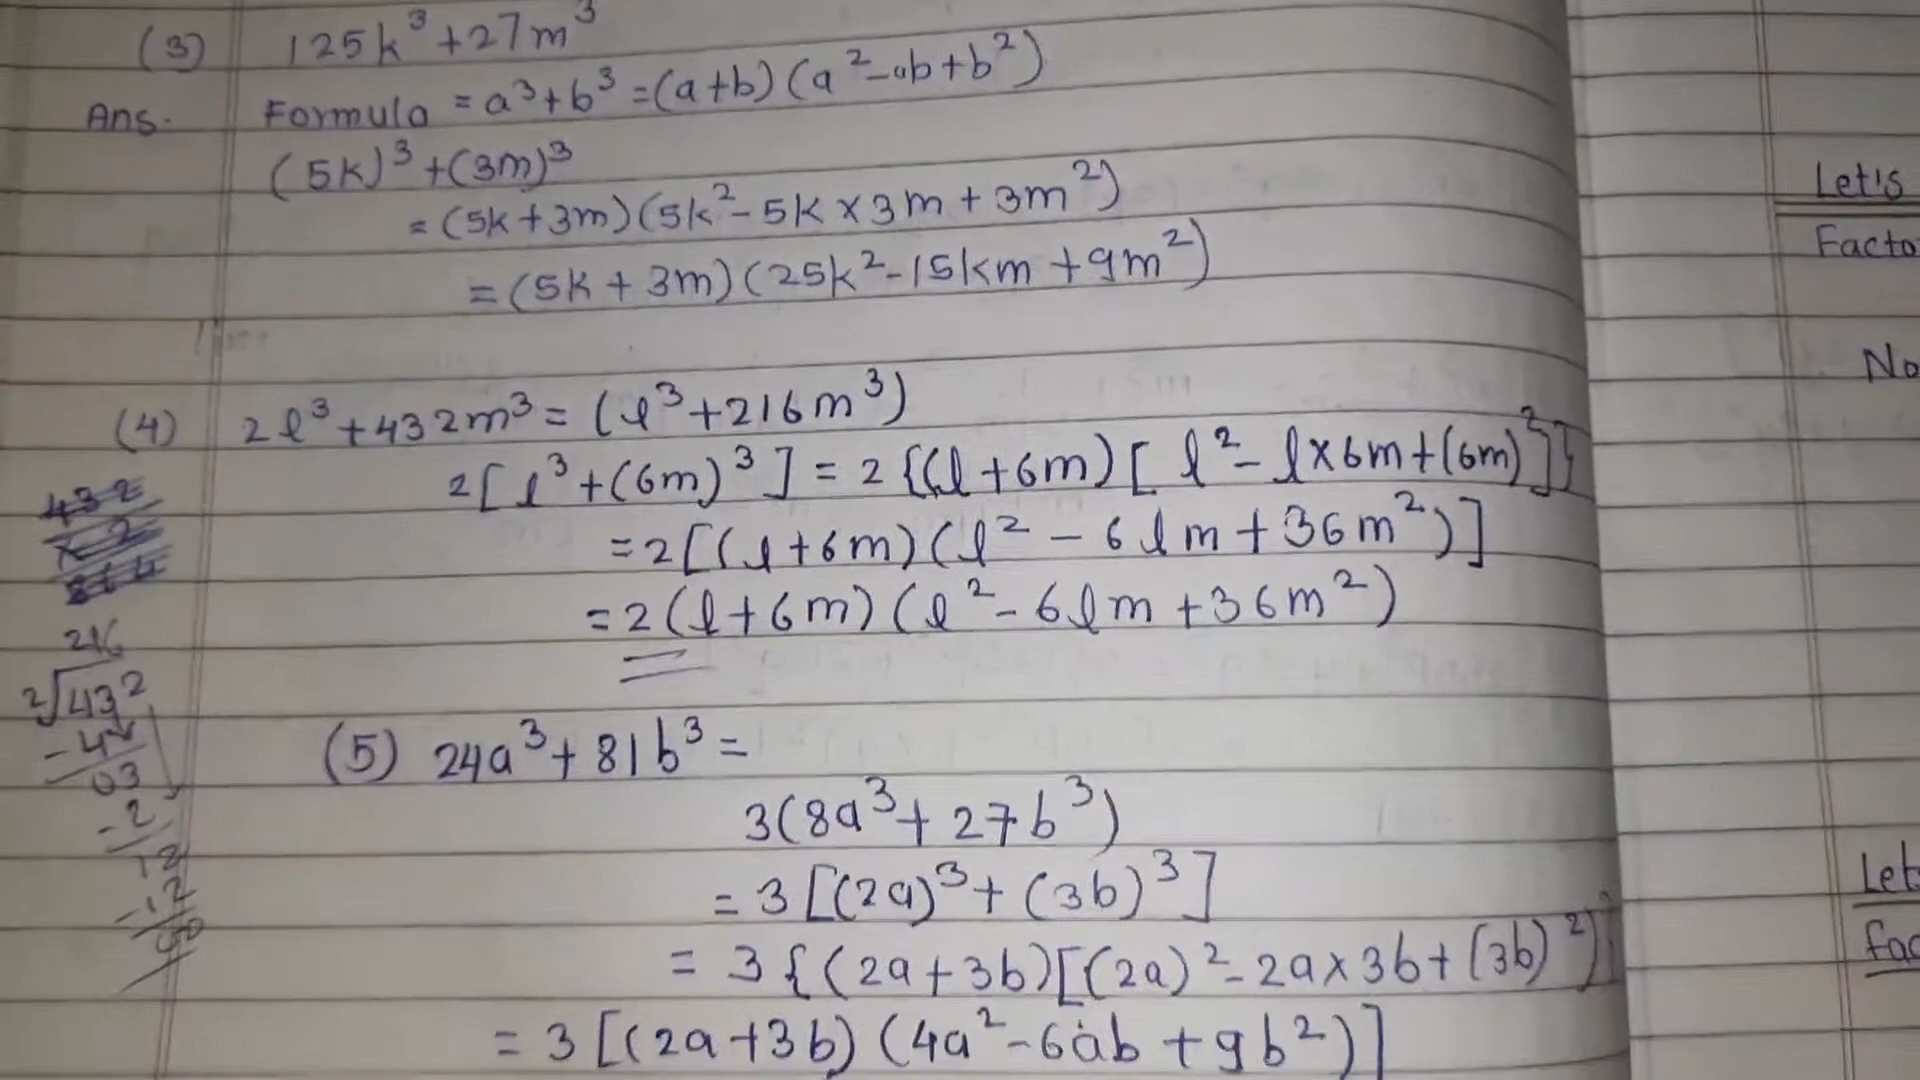 (3) 125k³+27m³
Ans. Formula = a³+b³ =(a+b) (a²-ab+b²)
(5k)³ +(3m)³
= (5k+3m)(5k²- 5k × 3m + 3m²)
= (5k + 3m) (25k²-15km +9m²)
(4) 2l³+432m³= (l³+216m³)
2[l³+(6m)³] = 2 {(l+6m) [l²- l×6m+(6m)²]}
=2[(l+6m)(l² - 6lm+36m²)]
= 2 (l+6m) (l²- 6lm +36m²)
216
2√432
-4
03
-2
12
-12
00
(5) 24a³+ 81b³ =
3(8a³+ 27b³)
= 3[(2a)³+ (3b)³]
= 3{(2a+3b)[(2a)²-2a×3b+(3b)²]}
= 3 [(2a+3b) (4a²-6ab +9b²)]
Let's
Facto
No
Let
fac